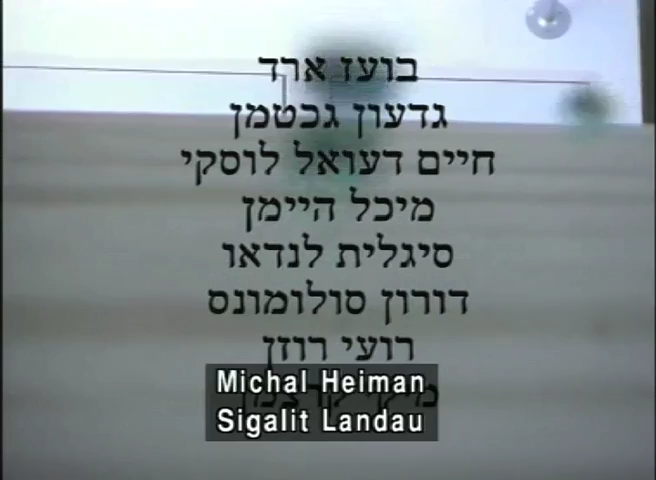 בועז ארד
גדעון גכטמן
חיים דעואל לוסקי
מיכל היימן
סיגלית לנדאו
דורון סולומונס
רועי רוזן
Michal Heiman
Sigalit Landau